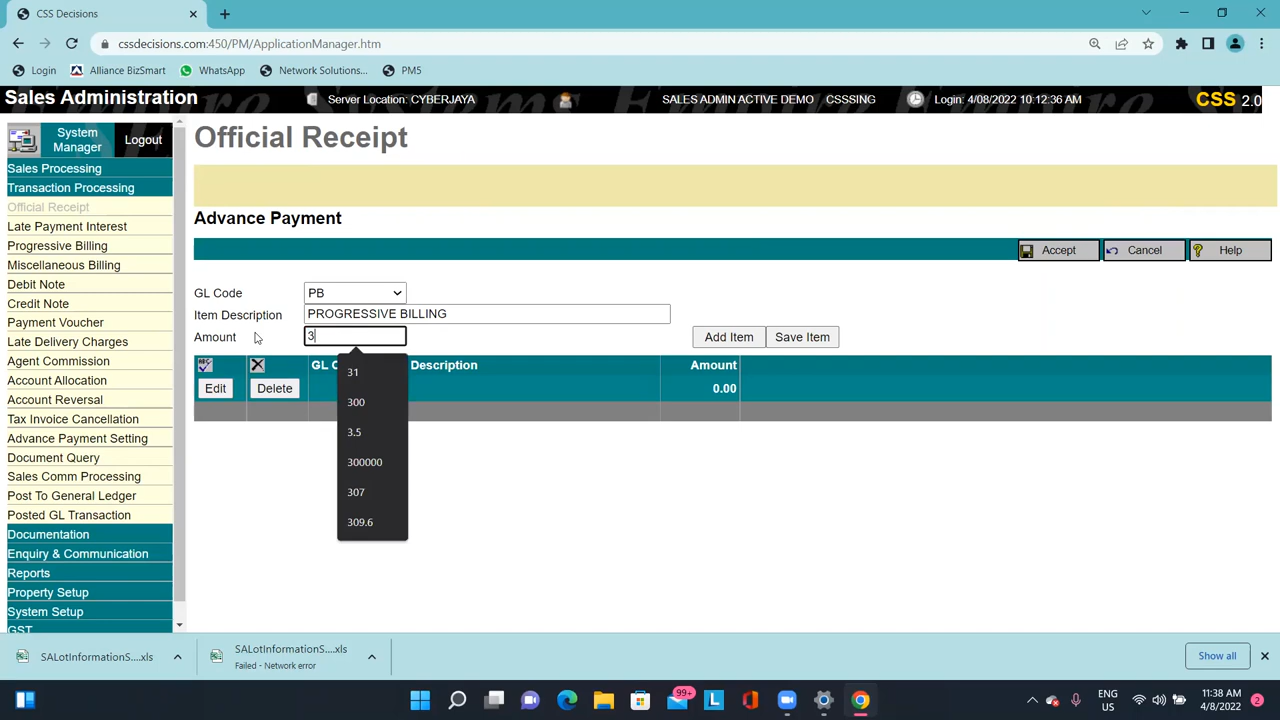 CSS Decisions
cssdecisions.com:450/PM/ApplicationManager.htm
Login
Alliance BizSmart
WhatsApp
Network Solutions...
PM5
Sales Administration
Server Location: CYBERJAYA
SALES ADMIN ACTIVE DEMO
CSSSING
Login: 4/08/2022 10:12:36 AM
CSS 2.0
System Manager
Logout
Sales Processing
Transaction Processing
Official Receipt
Late Payment Interest
Progressive Billing
Miscellaneous Billing
Debit Note
Credit Note
Payment Voucher
Late Delivery Charges
Agent Commission
Account Allocation
Account Reversal
Tax Invoice Cancellation
Advance Payment Setting
Document Query
Sales Comm Processing
Post To General Ledger
Posted GL Transaction
Documentation
Enquiry & Communication
Reports
Property Setup
System Setup
GST
Official Receipt
Advance Payment
Accept
Cancel
Help
GL Code
PB
Item Description
PROGRESSIVE BILLING
Amount
3
Add Item
Save Item
GL C
Description
Amount
Edit
Delete
0.00
31
300
3.5
300000
307
309.6
SALotInformationS....xls
SALotInformationS....xls
Failed - Network error
Show all
99+
ENG
US
11:38 AM
4/8/2022
2